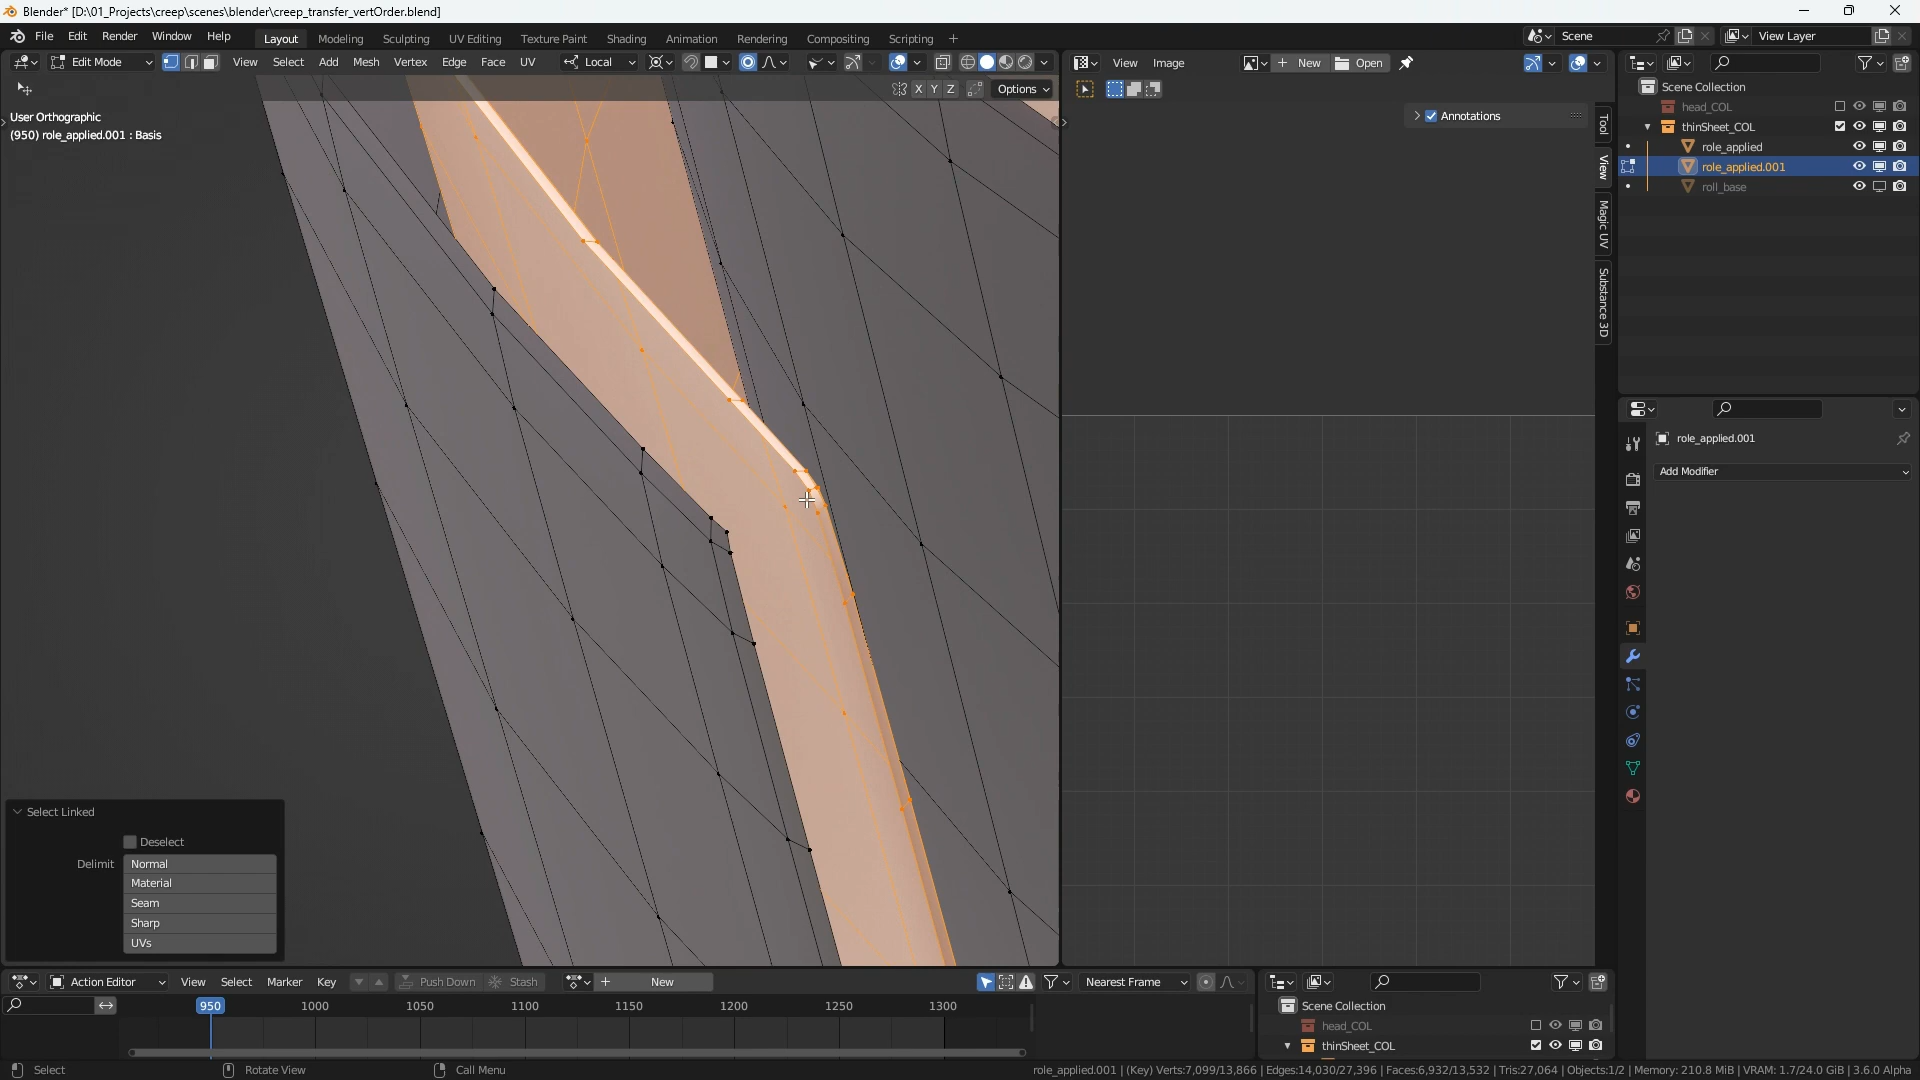 Blender* [D:\01_Projects\creep\scenes\blender\creep_transfer_vertOrder.blend]
File Edit Render Window Help Layout Modeling Sculpting UV Editing Texture Paint Shading Animation Rendering Compositing Scripting + Scene View Layer
Edit Mode View Select Add Mesh Vertex Edge Face UV Local View Image + New Open
X Y Z Options
User Orthographic
(950) role_applied.001 : Basis
Annotations
Tool
View
Magic UV
Substance 3D
Scene Collection
head_COL
thinSheet_COL
role_applied
role_applied.001
roll_base
role_applied.001
Add Modifier
Select Linked
Deselect
Delimit Normal
Material
Seam
Sharp
UVs
Action Editor View Select Marker Key Push Down Stash + New Nearest Frame
950 1000 1050 1100 1150 1200 1250 1300
Scene Collection
head_COL
thinSheet_COL
Select Rotate View Call Menu role_applied.001 | (Key) Verts:7,099/13,866 | Edges:14,030/27,396 | Faces:6,932/13,532 | Tris:27,064 | Objects:1/2 | Memory: 210.8 MiB | VRAM: 1.7/24.0 GiB | 3.6.0 Alpha